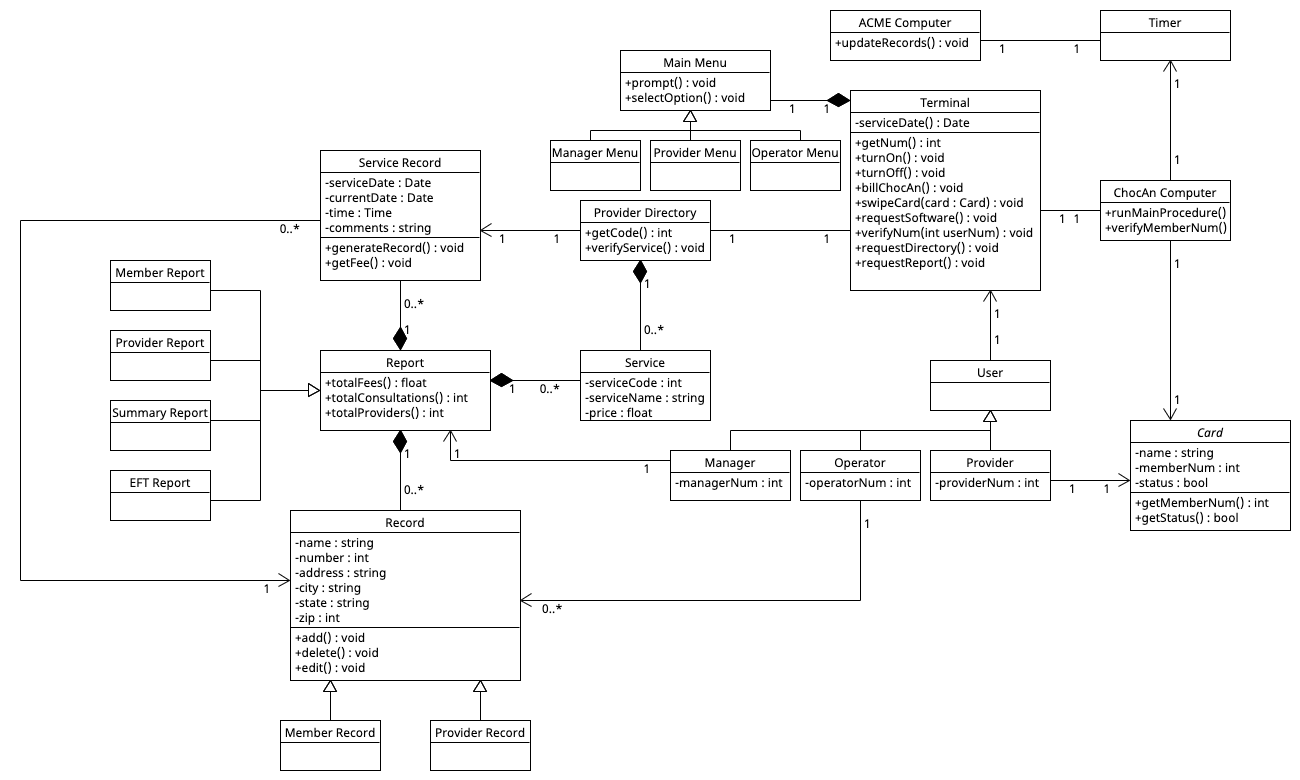 ACME Computer
+updateRecords() : void
1
1
Timer
Main Menu
+prompt() : void
+selectOption() : void
1
1
Terminal
-serviceDate() : Date
+getNum() : int
+turnOn() : void
+turnOff() : void
+billChocAn() : void
+swipeCard(card : Card) : void
+requestSoftware() : void
+verifyNum(int userNum) : void
+requestDirectory() : void
+requestReport() : void
1
1
Manager Menu
Provider Menu
Operator Menu
Service Record
-serviceDate : Date
-currentDate : Date
-time : Time
-comments : string
+generateRecord() : void
+getFee() : void
Provider Directory
+getCode() : int
+verifyService() : void
ChocAn Computer
+runMainProcedure()
+verifyMemberNum()
0..*
1
1
1
1
1
1
Member Report
Provider Report
Summary Report
EFT Report
0..*
1
1
0..*
1
1
1
Report
+totalFees() : float
+totalConsultations() : int
+totalProviders() : int
1
0..*
Service
-serviceCode : int
-serviceName : string
-price : float
User
1
Card
-name : string
-memberNum : int
-status : bool
+getMemberNum() : int
+getStatus() : bool
1
0..*
1
1
Manager
-managerNum : int
Operator
-operatorNum : int
Provider
-providerNum : int
1
1
1
Record
-name : string
-number : int
-address : string
-city : string
-state : string
-zip : int
+add() : void
+delete() : void
+edit() : void
1
0..*
Member Record
Provider Record